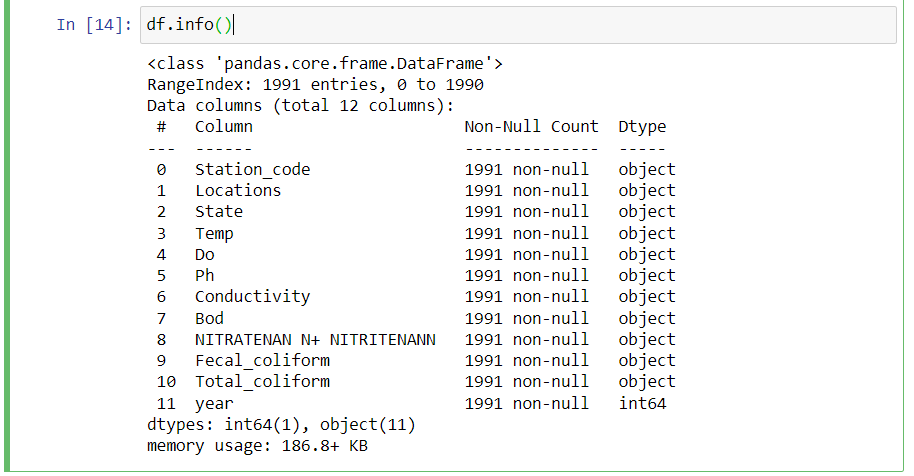 In [14]: df.info()
<class 'pandas.core.frame.DataFrame'>
RangeIndex: 1991 entries, 0 to 1990
Data columns (total 12 columns):
 #   Column                      Non-Null Count  Dtype
---  ------                      --------------  -----
 0   Station_code                1991 non-null   object
 1   Locations                   1991 non-null   object
 2   State                       1991 non-null   object
 3   Temp                        1991 non-null   object
 4   Do                          1991 non-null   object
 5   Ph                          1991 non-null   object
 6   Conductivity                1991 non-null   object
 7   Bod                         1991 non-null   object
 8   NITRATENAN N+ NITRITENANN   1991 non-null   object
 9   Fecal_coliform              1991 non-null   object
 10  Total_coliform              1991 non-null   object
 11  year                        1991 non-null   int64
dtypes: int64(1), object(11)
memory usage: 186.8+ KB